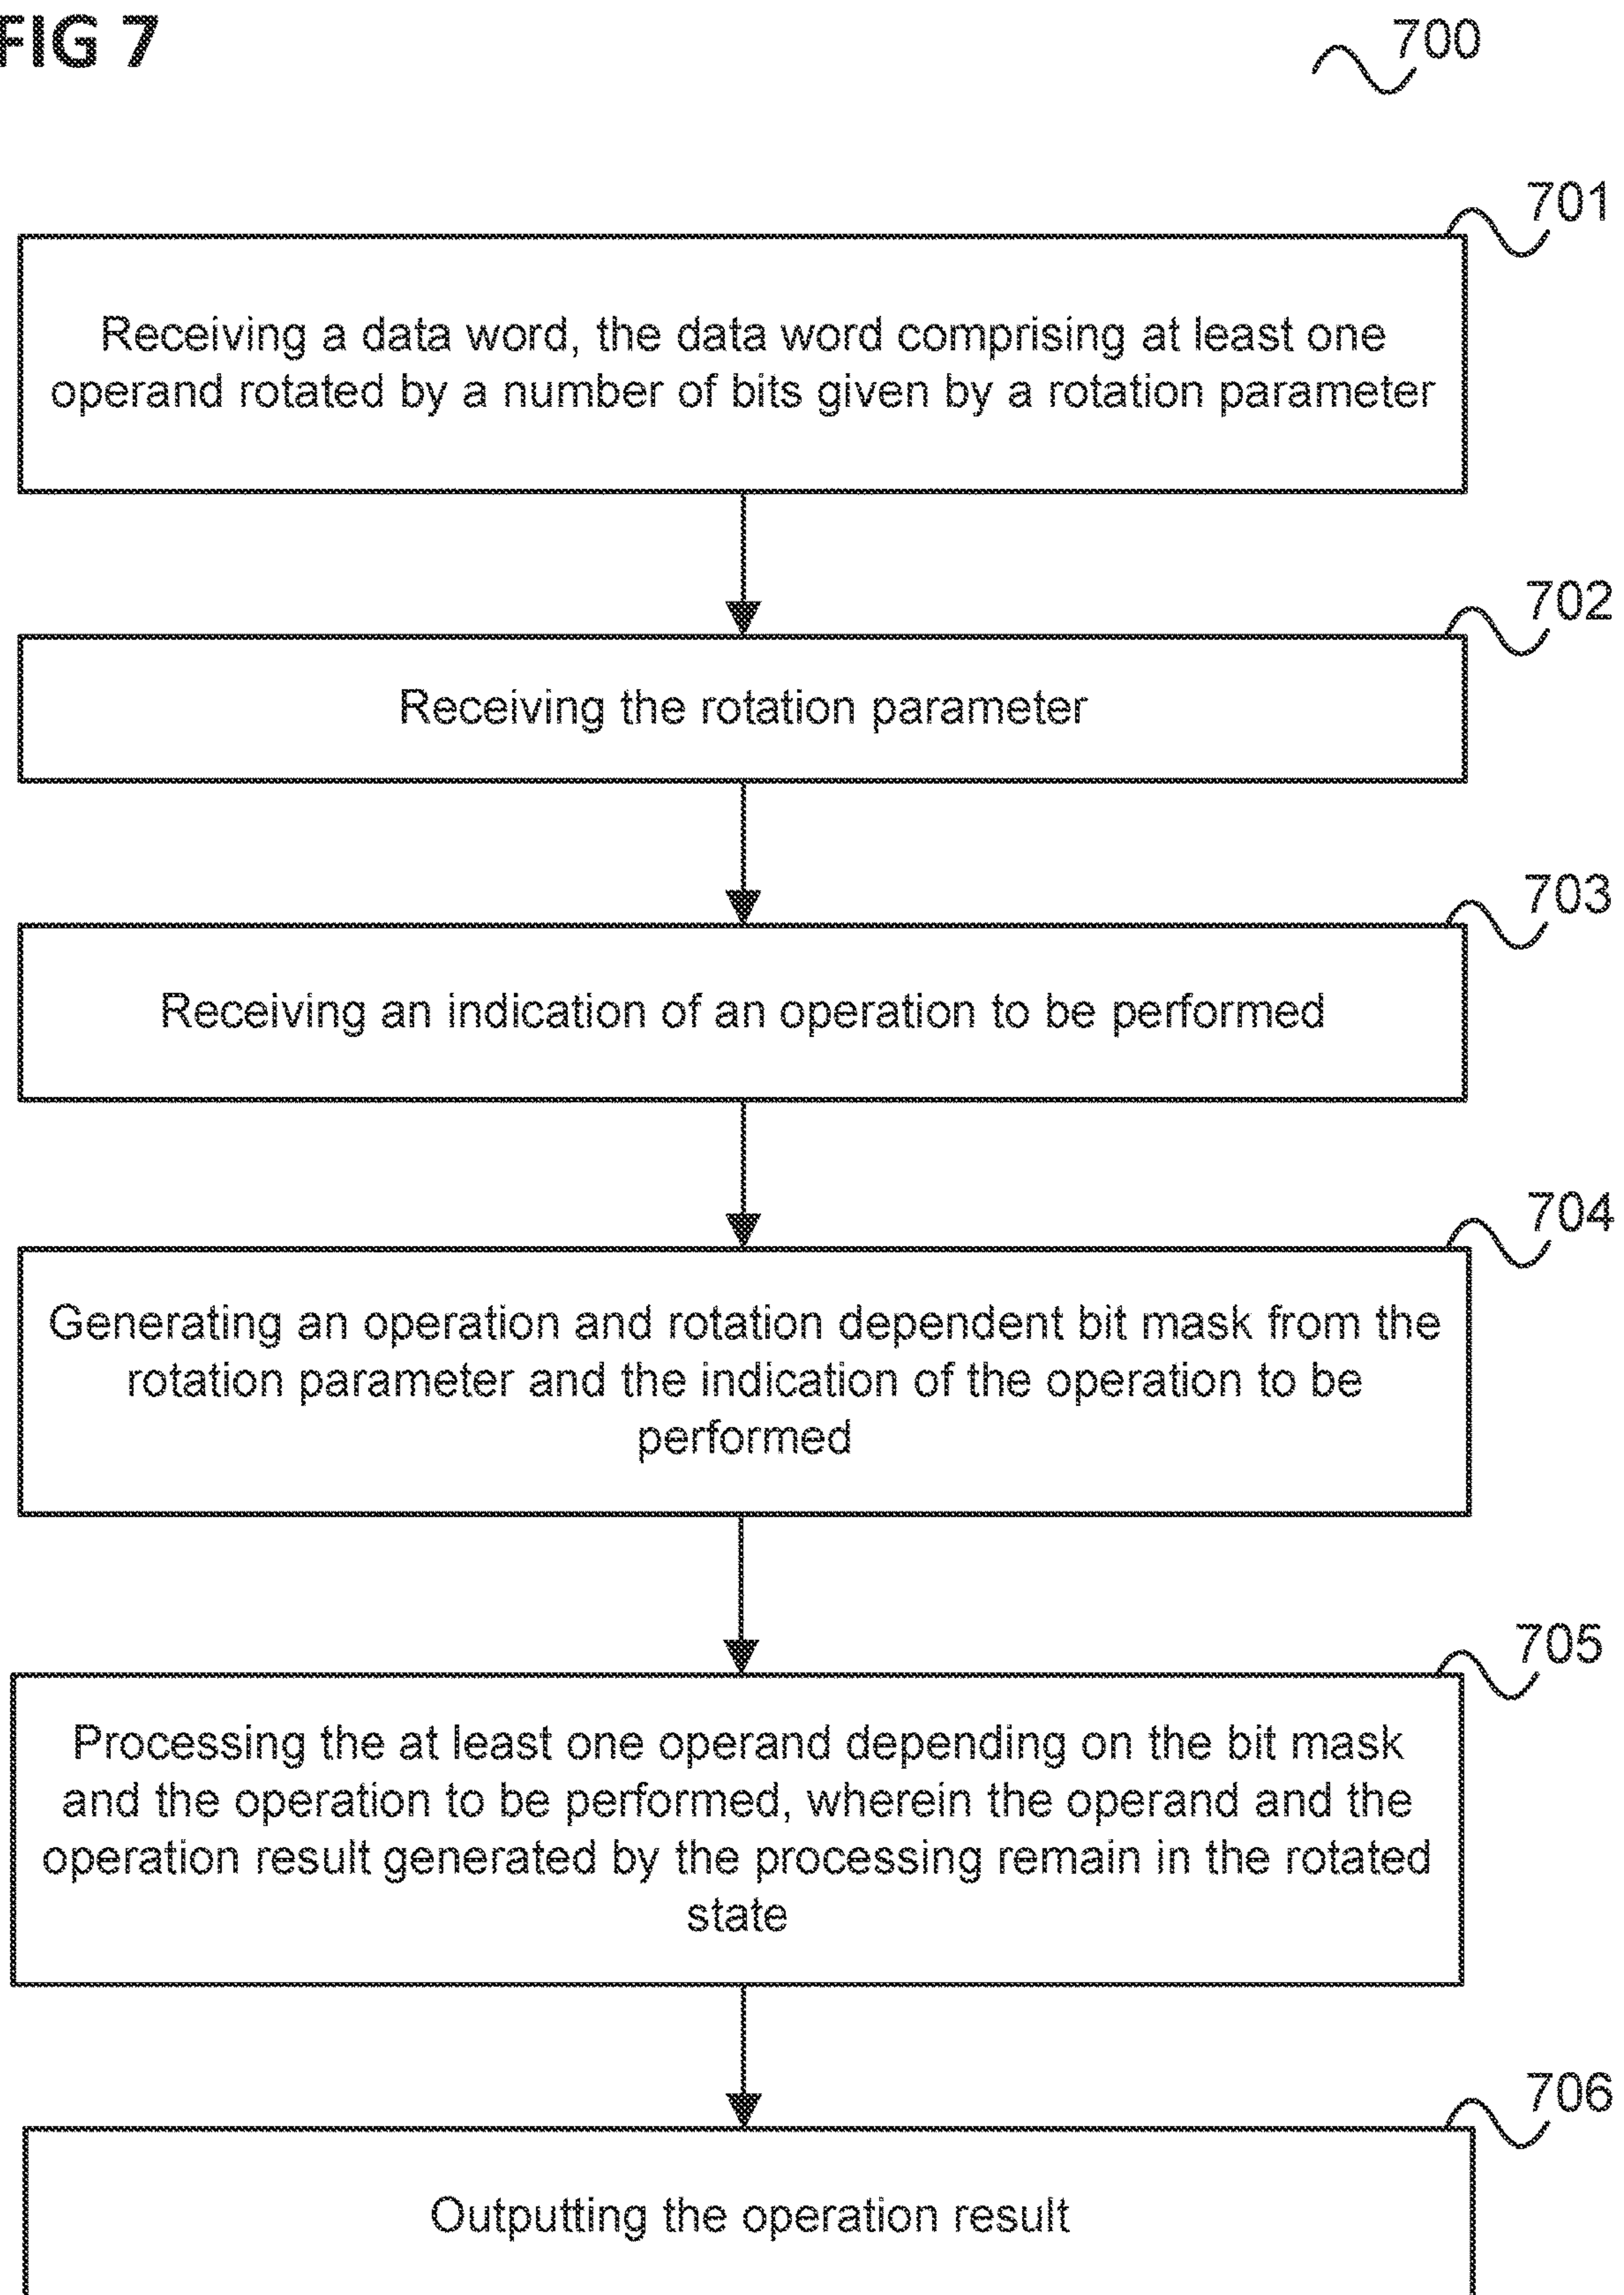 FIG 7
700
701
Receiving a data word, the data word comprising at least one
operand rotated by a number of bits given by a rotation parameter
702
Receiving the rotation parameter
703
Receiving an indication of an operation to be performed
704
Generating an operation and rotation dependent bit mask from the
rotation parameter and the indication of the operation to be
performed
705
Processing the at least one operand depending on the bit mask
and the operation to be performed, wherein the operand and the
operation result generated by the processing remain in the rotated
state
706
Outputting the operation result